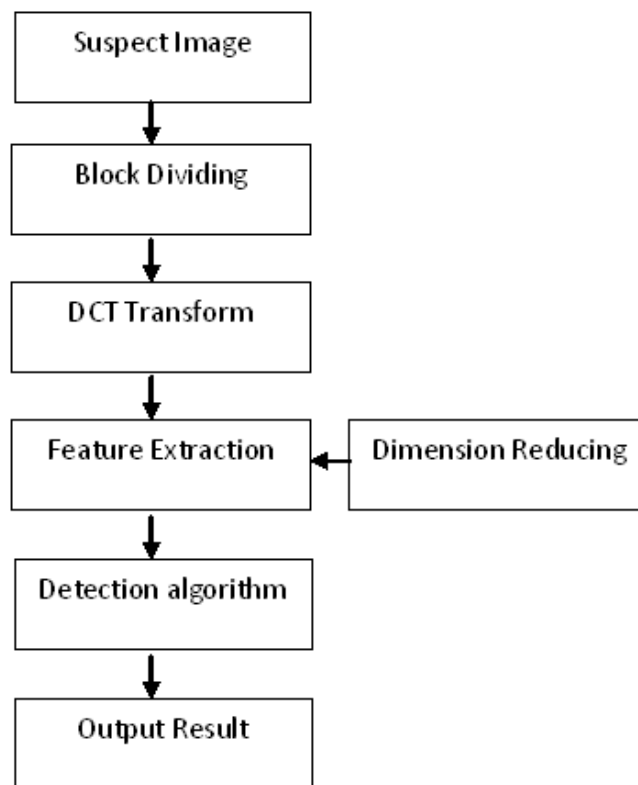 Suspect Image
Block Dividing
DCT Transform
Feature Extraction
Dimension Reducing
Detection algorithm
Output Result